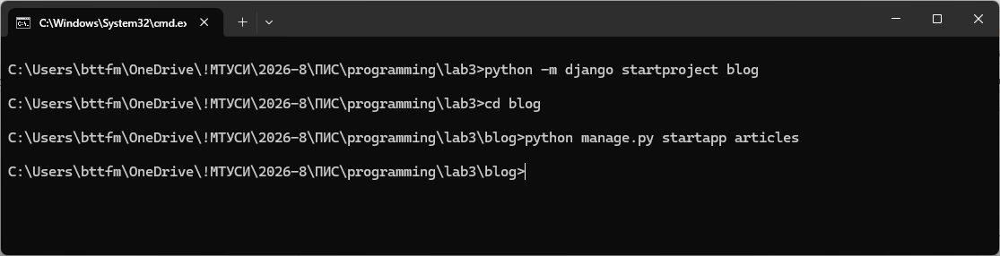 C:\Windows\System32\cmd.ex
C:\Users\bttfm\OneDrive\!МТУСИ\2026-8\ПИС\programming\lab3>python -m django startproject blog
C:\Users\bttfm\OneDrive\!МТУСИ\2026-8\ПИС\programming\lab3>cd blog
C:\Users\bttfm\OneDrive\!МТУСИ\2026-8\ПИС\programming\lab3\blog>python manage.py startapp articles
C:\Users\bttfm\OneDrive\!МТУСИ\2026-8\ПИС\programming\lab3\blog>